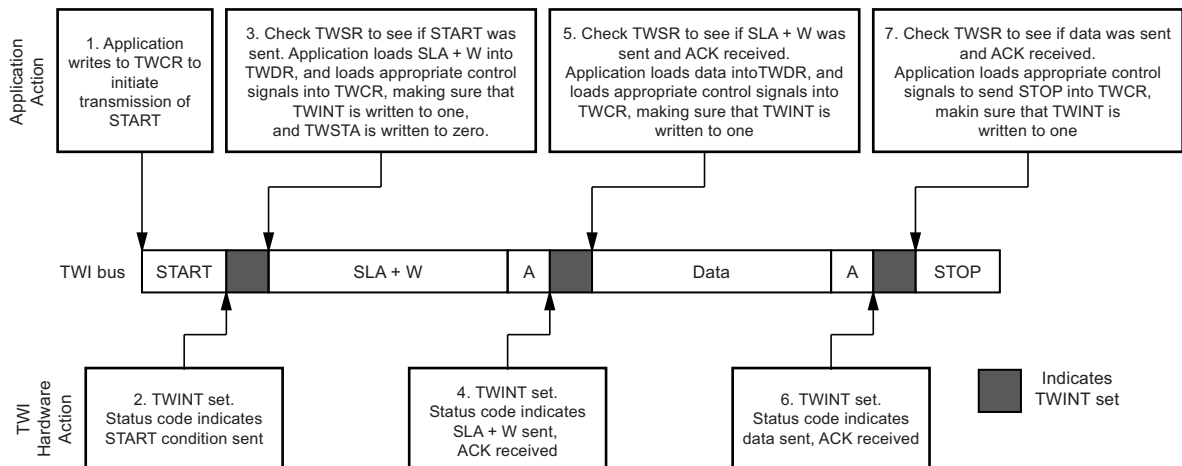 Application
Action
1. Application
writes to TWCR to
initiate
transmission of
START
3. Check TWSR to see if START was
sent. Application loads SLA + W into
TWDR, and loads appropriate control
signals into TWCR, making sure that
TWINT is written to one,
and TWSTA is written to zero.
5. Check TWSR to see if SLA + W was
sent and ACK received.
Application loads data intoTWDR, and
loads appropriate control signals into
TWCR, making sure that TWINT is
written to one
7. Check TWSR to see if data was sent
and ACK received.
Application loads appropriate control
signals to send STOP into TWCR,
makin sure that TWINT is
written to one
TWI bus
START
SLA + W
A
Data
A
STOP
TWI
Hardware
Action
2. TWINT set.
Status code indicates
START condition sent
4. TWINT set.
Status code indicates
SLA + W sent,
ACK received
6. TWINT set.
Status code indicates
data sent, ACK received
Indicates
TWINT set